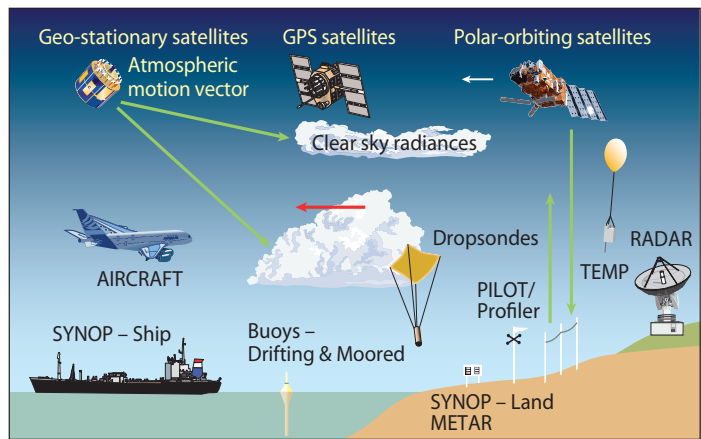 Geo-stationary satellites
GPS satellites
Polar-orbiting satellites
Atmospheric
motion vector
Clear sky radiances
Dropsondes
RADAR
TEMP
AIRCRAFT
PILOT/
Profiler
SYNOP – Ship
Buoys –
Drifting & Moored
SYNOP – Land
METAR